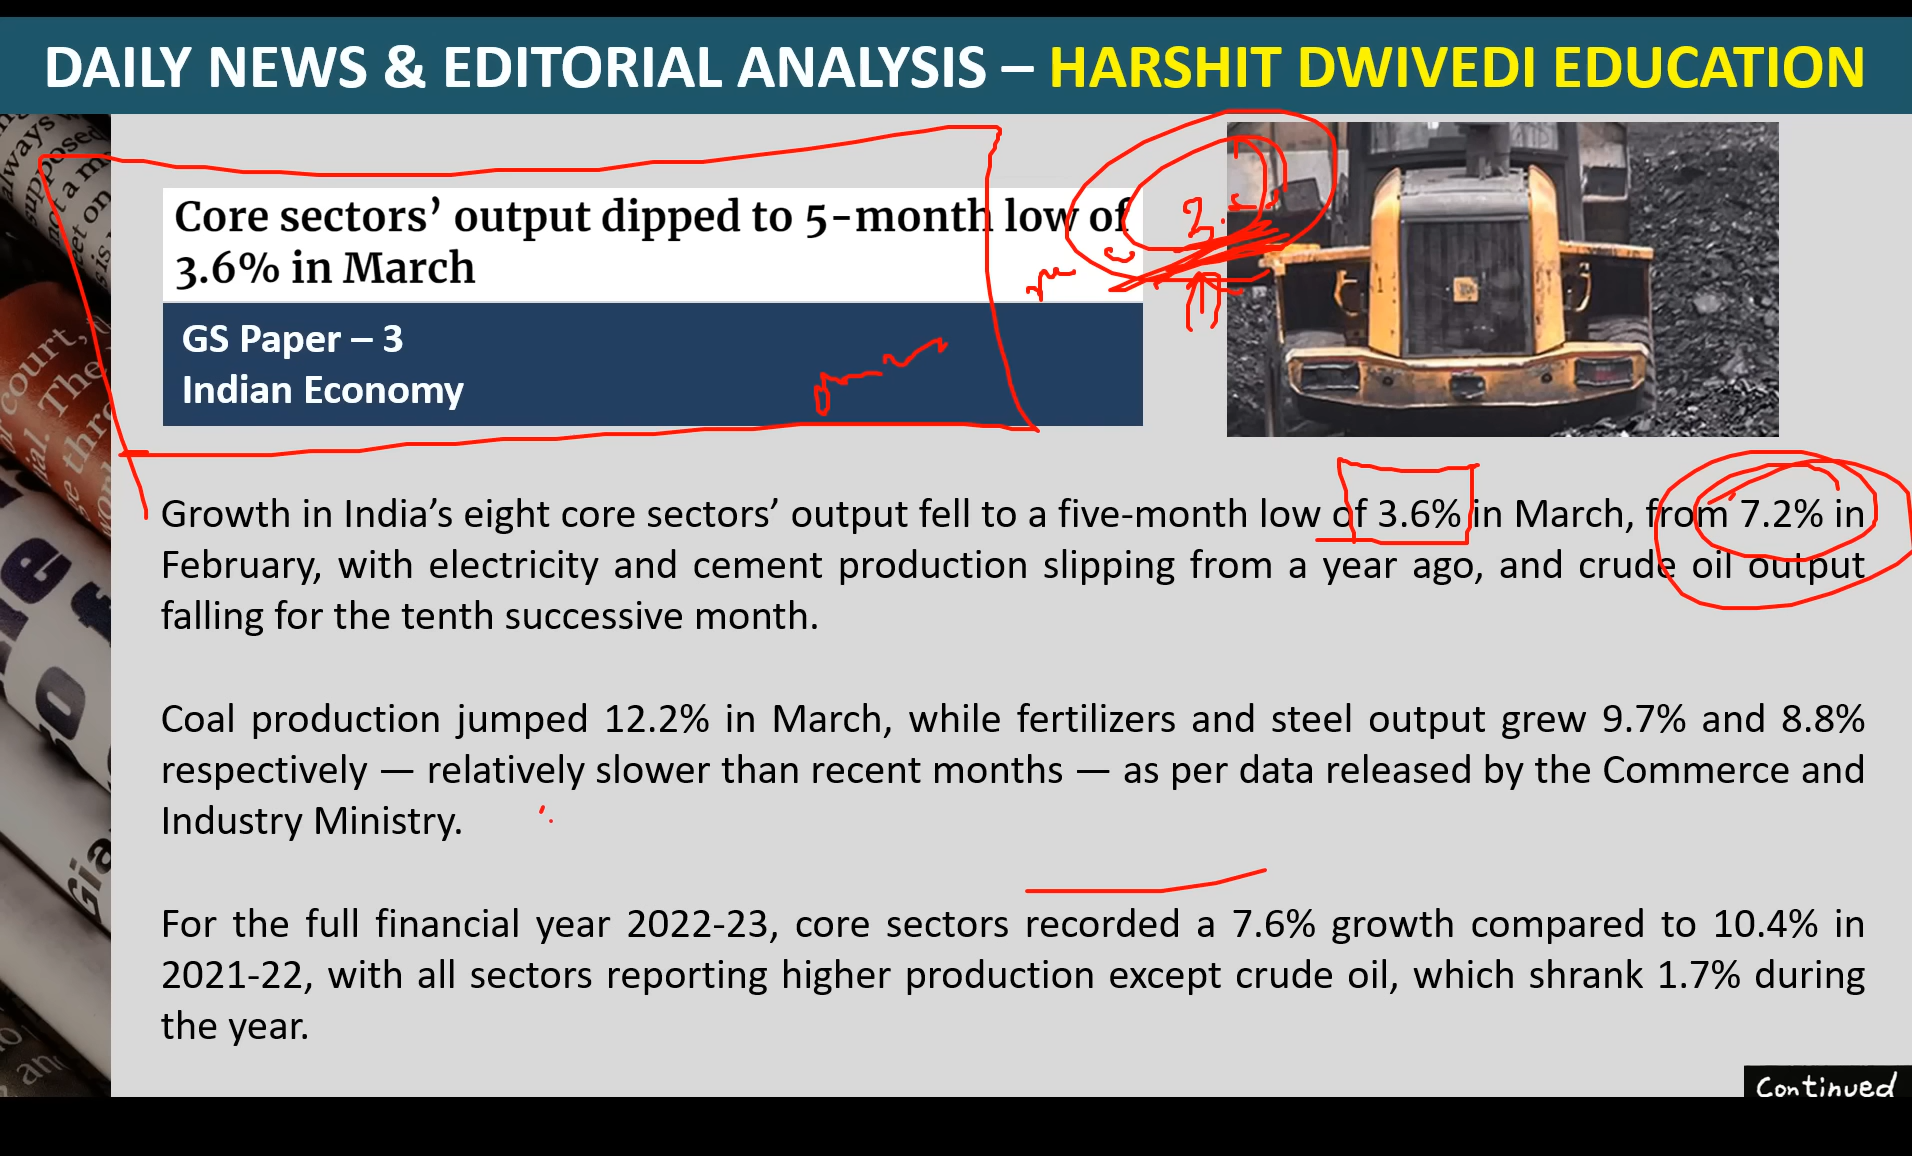 DAILY NEWS & EDITORIAL ANALYSIS – HARSHIT DWIVEDI EDUCATION
Core sectors’ output dipped to 5-month low of
3.6% in March
GS Paper – 3
Indian Economy
Growth in India’s eight core sectors’ output fell to a five-month low of 3.6% in March, from 7.2% in
February, with electricity and cement production slipping from a year ago, and crude oil output
falling for the tenth successive month.
Coal production jumped 12.2% in March, while fertilizers and steel output grew 9.7% and 8.8%
respectively — relatively slower than recent months — as per data released by the Commerce and
Industry Ministry.
For the full financial year 2022-23, core sectors recorded a 7.6% growth compared to 10.4% in
2021-22, with all sectors reporting higher production except crude oil, which shrank 1.7% during
the year.
Continued